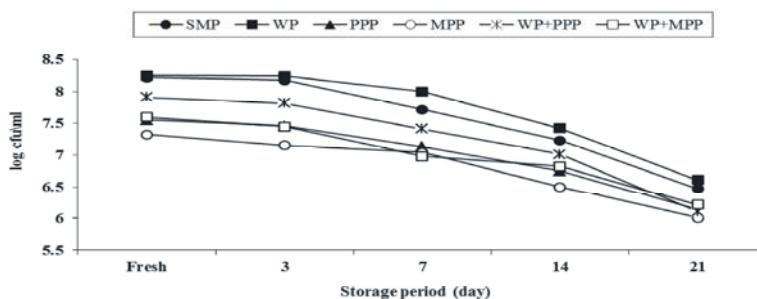 SMP WP PPP MPP WP+PPP WP+MPP
8.5
8
7.5
7
6.5
6
5.5
log cfu\ml
Fresh 3 7 14 21
Storage period (day)